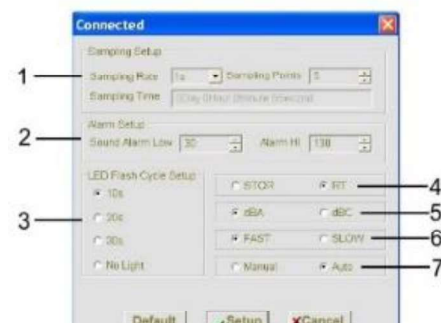 Connected
Sampling Setup
1
Sampling Rate 1s Sampling Points 5
Sampling Time
Alarm Setup
2
Sound Alarm Low 30 Alarm HI 130
LED Flash Cycle Setup
STOR RT 4
10s
dBA dBC 5
20s
3
FAST SLOW 6
30s
No Light Manual Auto 7
Default Setup Cancel